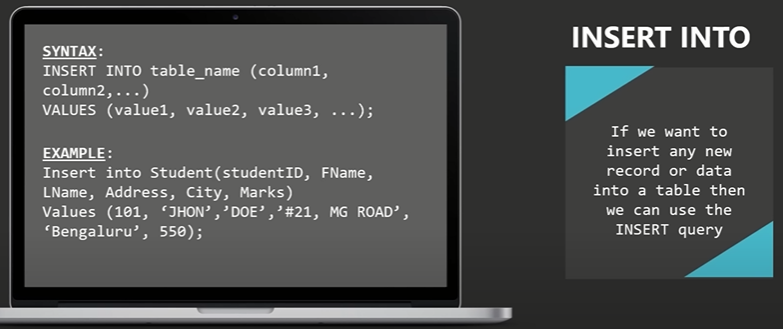 SYNTAX:
INSERT INTO table_name (column1,
column2,...)
VALUES (value1, value2, value3, ...);
EXAMPLE:
Insert into Student(studentID, FName,
LName, Address, City, Marks)
Values (101, ‘JHON’,’DOE’,’#21, MG ROAD’,
‘Bengaluru’, 550);
INSERT INTO
If we want to
insert any new
record or data
into a table then
we can use the
INSERT query